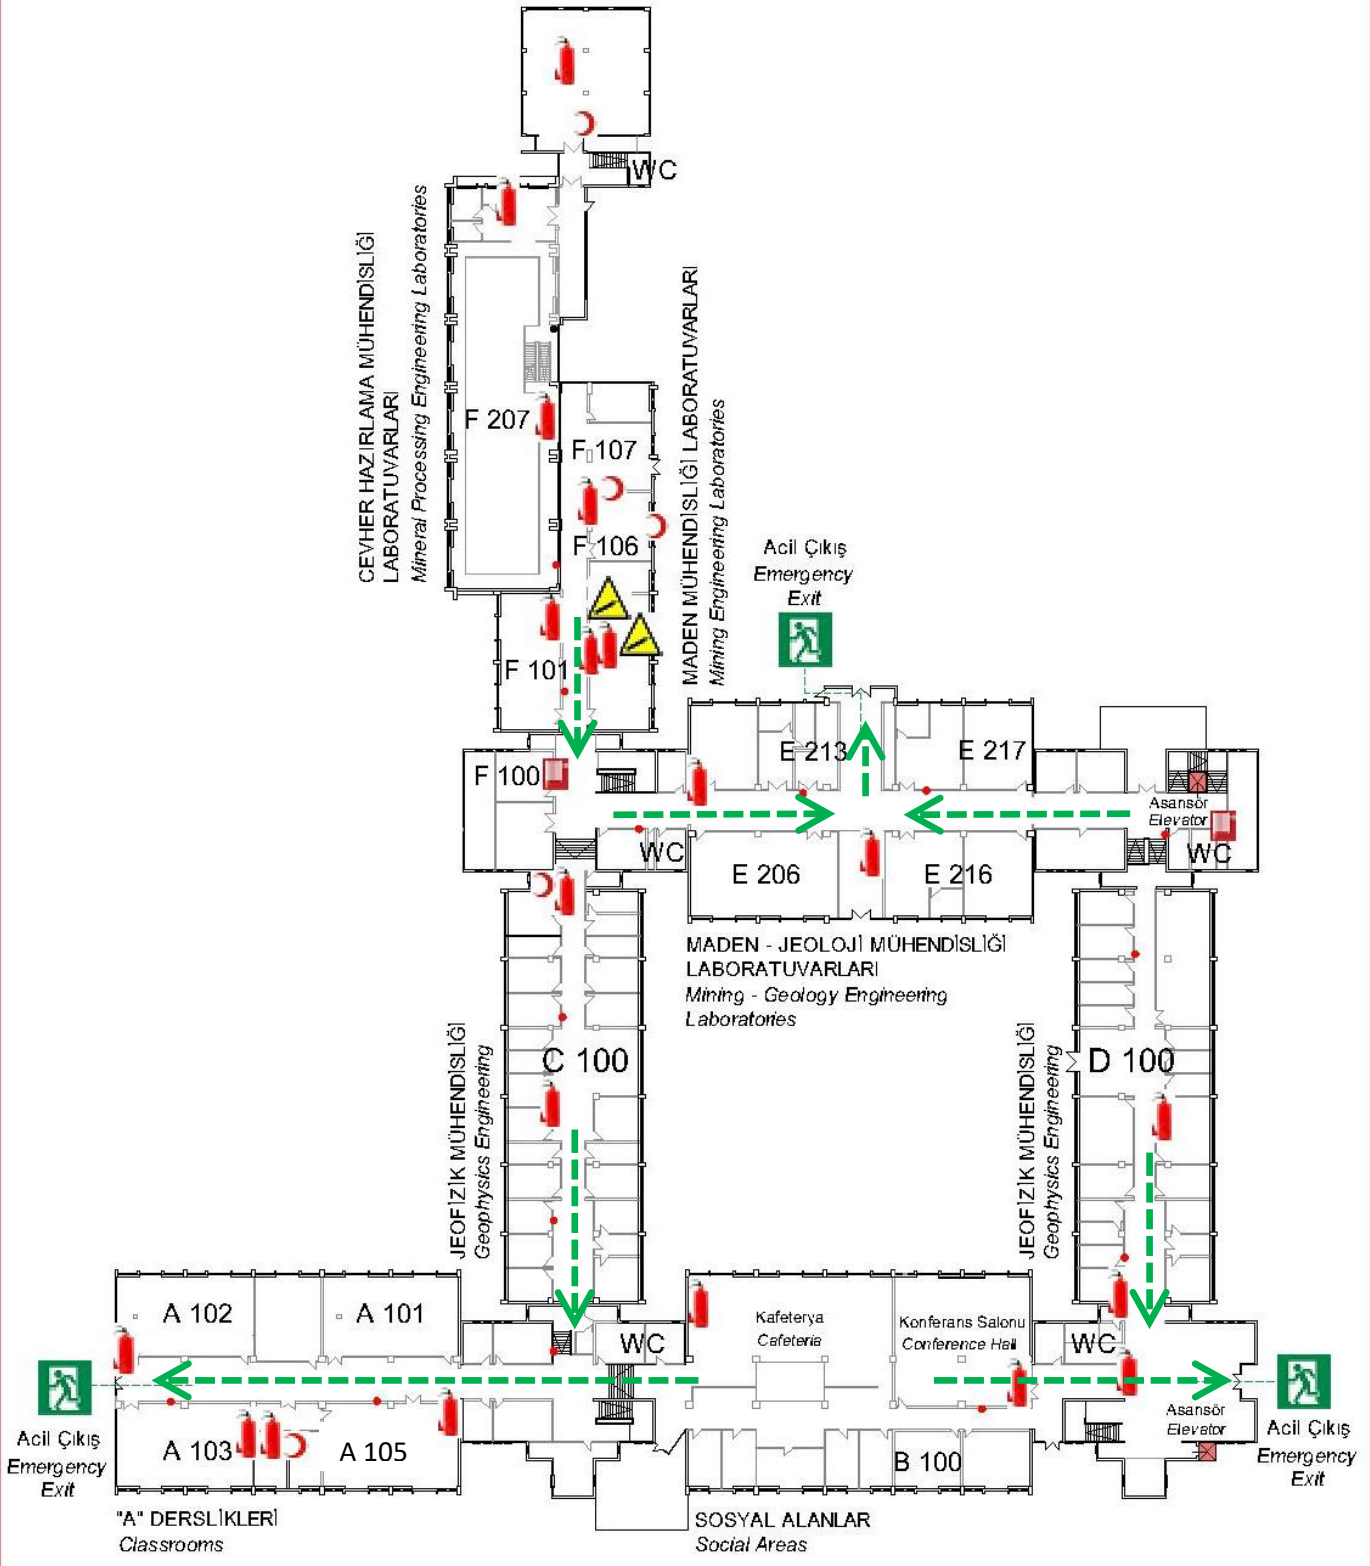 WC
CEVHER HAZIRLAMA MÜHENDİSLİĞİ
LABORATUVARLARI
Mineral Processing Engineering Laboratories
F 207
F 107
F 106
F 101
MADEN MÜHENDİSLİĞİ LABORATUVARLARI
Mining Engineering Laboratories
Acil Çıkış
Emergency
Exit
F 100
E 213
E 217
Asansör
Elevator
WC
WC
E 206
E 216
MADEN - JEOLOJİ MÜHENDİSLİĞİ
LABORATUVARLARI
Mining - Geology Engineering
Laboratories
JEOFİZİK MÜHENDİSLİĞİ
Geophysics Engineering
C 100
JEOFİZİK MÜHENDİSLİĞİ
Geophysics Engineering
D 100
A 102
A 101
WC
Kafeterya
Cafeteria
Konferans Salonu
Conference Hall
WC
Acil Çıkış
Emergency
Exit
A 103
A 105
B 100
Asansör
Elevator
Acil Çıkış
Emergency
Exit
"A" DERSLİKLERİ
Classrooms
SOSYAL ALANLAR
Social Areas